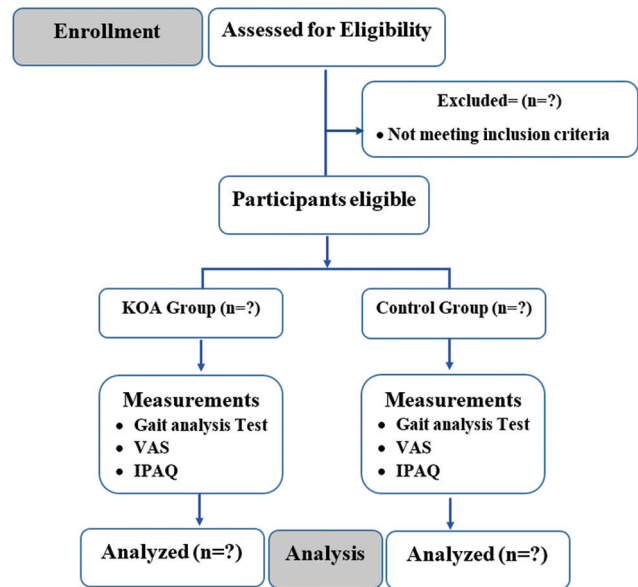 Enrollment
Assessed for Eligibility
Excluded= (n=?)
• Not meeting inclusion criteria
Participants eligible
KOA Group (n=?)
Control Group (n=?)
Measurements
• Gait analysis Test
• VAS
• IPAQ
Measurements
• Gait analysis Test
• VAS
• IPAQ
Analyzed (n=?)
Analysis
Analyzed (n=?)